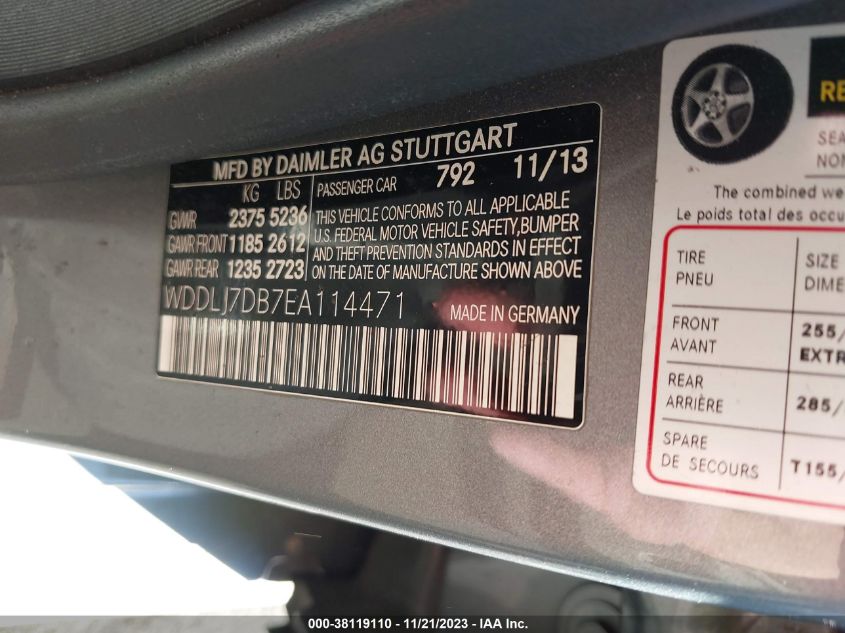 MFD BY DAIMLER AG STUTTGART
KG LBS
PASSENGER CAR 792 11/13
GVWR 2375 5236
GAWR FRONT 1185 2612
GAWR REAR 1235 2723
THIS VEHICLE CONFORMS TO ALL APPLICABLE
U.S. FEDERAL MOTOR VEHICLE SAFETY, BUMPER
AND THEFT PREVENTION STANDARDS IN EFFECT
ON THE DATE OF MANUFACTURE SHOWN ABOVE
WDDLJ7DB7EA114471
MADE IN GERMANY
The combined
Le poids total des
TIRE
PNEU
SIZE
FRONT
AVANT
255/
REAR
ARRIÈRE
285/
SPARE
DE SECOURS
T155/
000-38119110 - 11/21/2023 - IAA Inc.